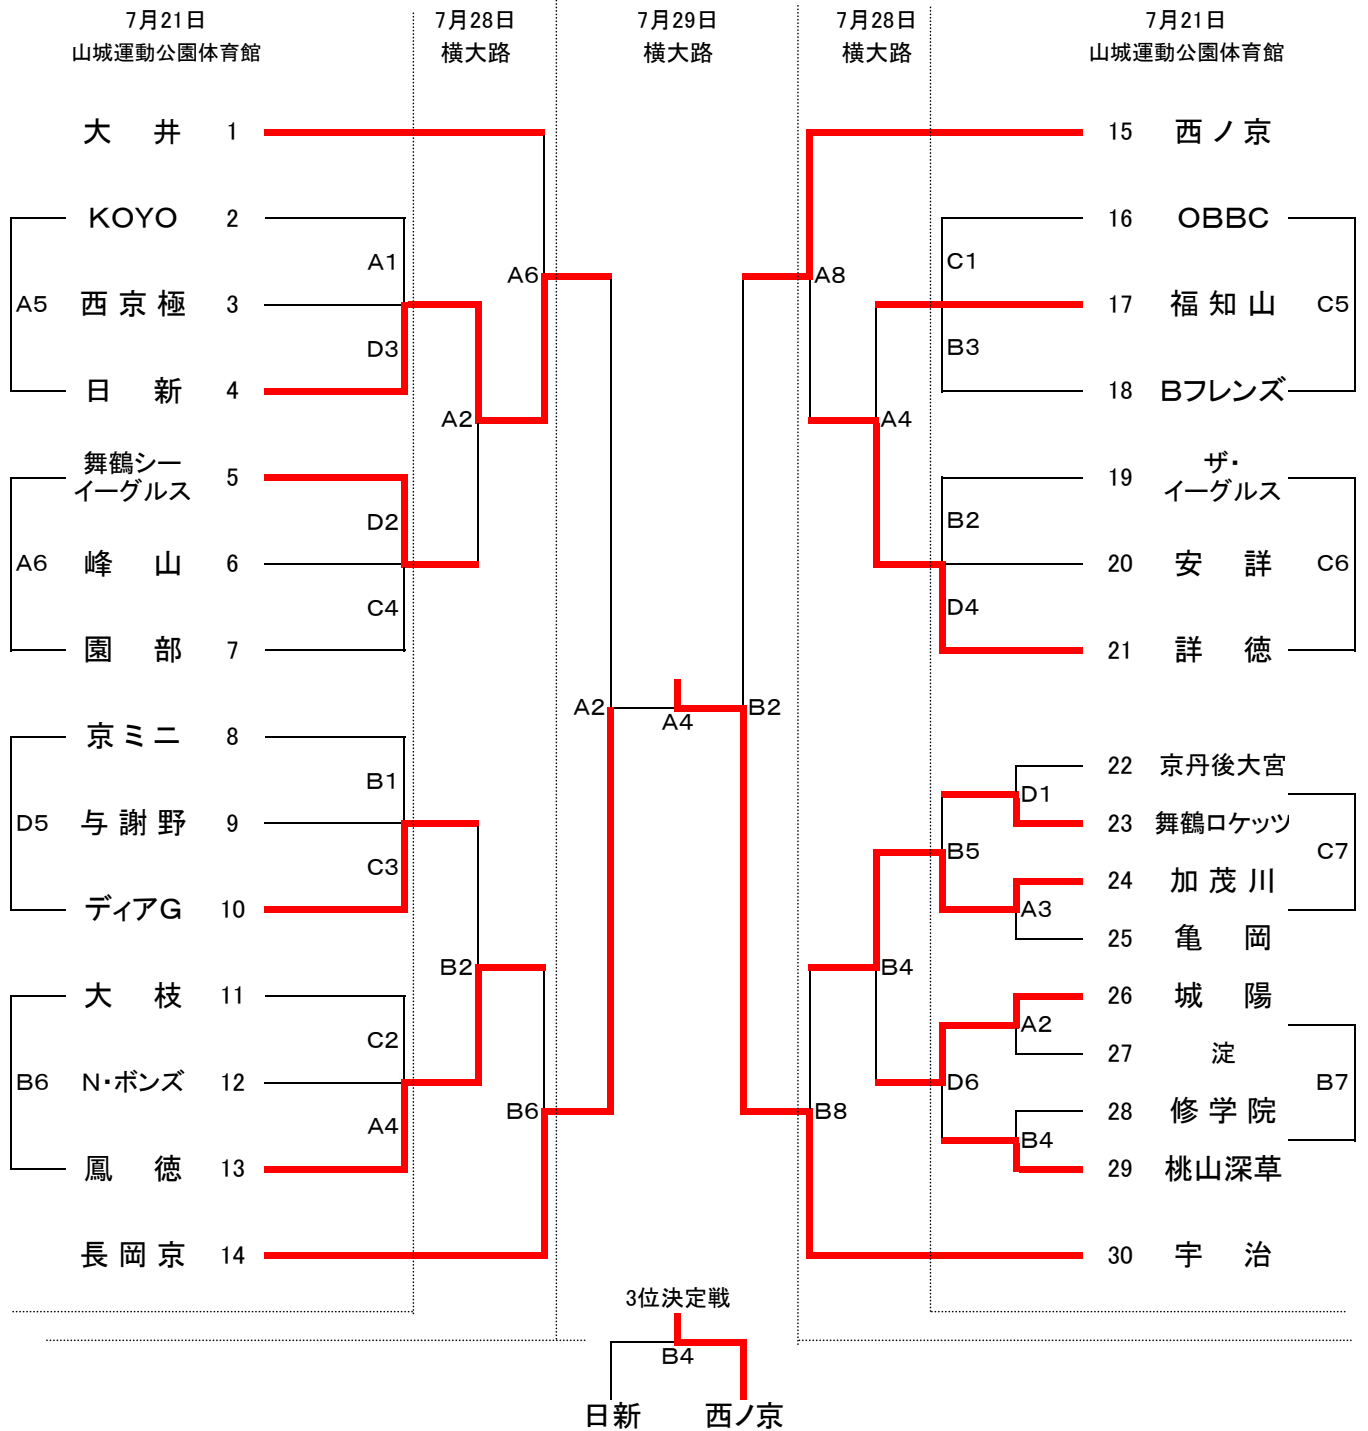 7月21日
山城運動公園体育館
7月28日
横大路
7月29日
横大路
7月28日
横大路
7月21日
山城運動公園体育館
大 井 1
KOYO 2
西京極 3
日 新 4
舞鶴シー
イーグルス 5
峰 山 6
園 部 7
京ミニ 8
与謝野 9
ディアG 10
大 枝 11
N・ボンズ 12
鳳 徳 13
長岡京 14
A5
A6
D5
B6
A1
D3
D2
C4
B1
C3
C2
A4
A2
B2
A6
B6
A2
A4
B2
A8
B8
A4
B4
C1
B3
B2
D4
B5
D6
D1
A3
A2
B4
15 西ノ京
16 OBBC
17 福知山
18 Bフレンズ
19 ザ・
イーグルス
20 安 詳
21 詳 徳
22 京丹後大宮
23 舞鶴ロケッツ
24 加茂川
25 亀 岡
26 城 陽
27 淀
28 修学院
29 桃山深草
30 宇 治
C5
C6
C7
B7
3位決定戦
B4
日新 西ノ京